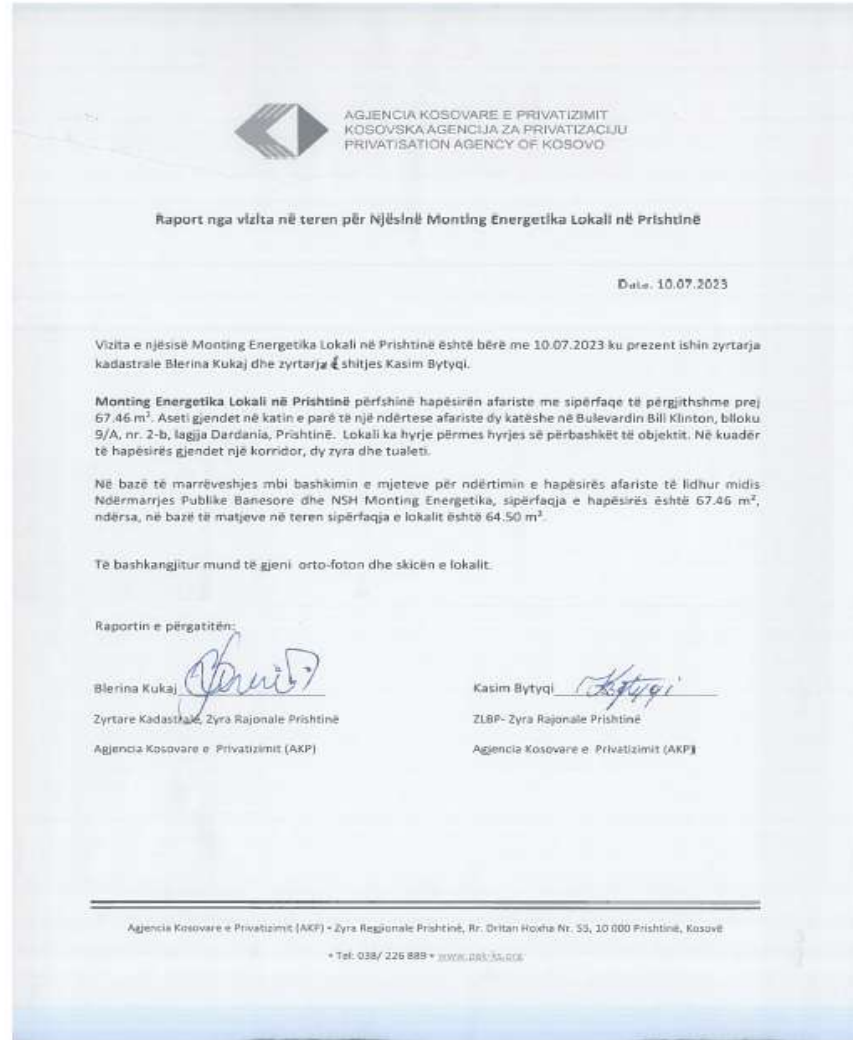 AGJENCIA KOSOVARE E PRIVATIZIMIT
KOSOVSKA AGENCIJA ZA PRIVATIZACIJU
PRIVATISATION AGENCY OF KOSOVO
Raport nga vizita në teren për Njësinë Monting Energetika Lokali në Prishtinë
Data. 10.07.2023
Vizita e njësisë Monting Energetika Lokali në Prishtinë është bërë me 10.07.2023 ku prezent ishin zyrtarja
kadastrale Blerina Kukaj dhe zyrtarja e shitjes Kasim Bytyqi.
Monting Energetika Lokali në Prishtinë përfshinë hapësirën afariste me sipërfaqe të përgjithshme prej
67.46 m². Aseti gjendet në katin e parë të një ndërtese afariste dy katëshe në Bulevardin Bill Klinton, blloku
9/A, nr. 2-b, lagjja Dardania, Prishtinë. Lokali ka hyrje përmes hyrjes së përbashkët të objektit. Në kuadër
të hapësirës gjendet një korridor, dy zyra dhe tualeti.
Në bazë të marrëveshjes mbi bashkimin e mjeteve për ndërtimin e hapësirës afariste të lidhur midis
Ndërmarrjes Publike Banesore dhe NSH Monting Energetika, sipërfaqja e hapësirës është 67.46 m²,
ndërsa, në bazë të matjeve në teren sipërfaqja e lokalit është 64.50 m².
Të bashkangjitur mund të gjeni orto-foton dhe skicën e lokalit.
Raportin e përgatitën:
Blerina Kukaj
Kasim Bytyqi
Zyrtare Kadastrale, Zyra Rajonale Prishtinë
ZLBP- Zyra Rajonale Prishtinë
Agjencia Kosovare e Privatizimit (AKP)
Agjencia Kosovare e Privatizimit (AKP)
Agjencia Kosovare e Privatizimit (AKP) • Zyra Regjionale Prishtinë, Rr. Dritan Hoxha Nr. 55, 10 000 Prishtinë, Kosovë
• Tel: 038/ 226 889 • www.pak-ks.org